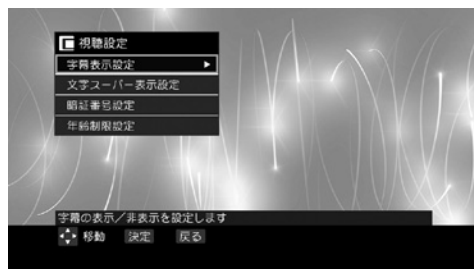 視聴設定
字幕表示設定
文字スーパー表示設定
暗証番号設定
年齢制限設定
字幕の表示／非表示を設定します
移動 決定 戻る